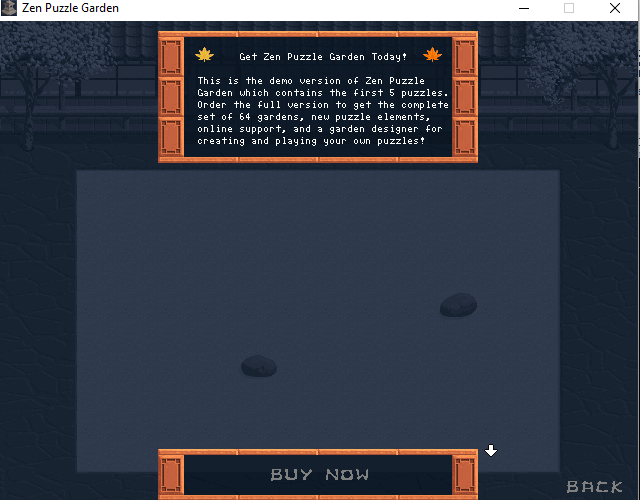 Zen Puzzle Garden
Get Zen Puzzle Garden Today!
This is the demo version of Zen Puzzle
Garden which contains the first 5 puzzles.
Order the full version to get the complete
set of 64 gardens, new puzzle elements,
online support, and a garden designer for
creating and playing your own puzzles!
BUY NOW
BACK